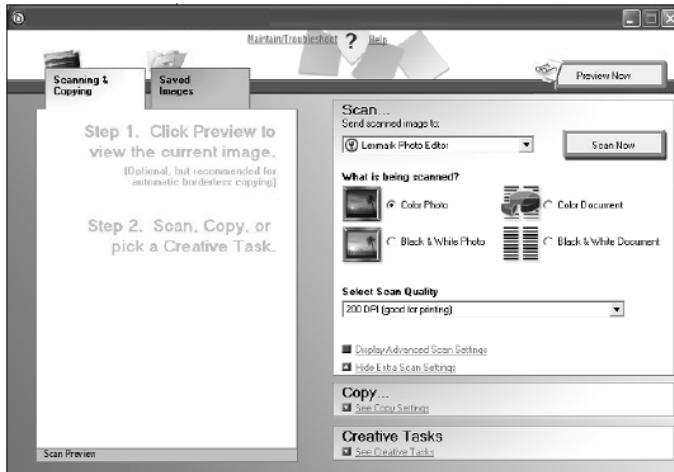 Maintain/Troubleshoot ? Help
Scanning & Copying
Saved Images
Preview Now
Step 1. Click Preview to
view the current image.
(Optional, but recommended for
automatic borderless copying)
Step 2. Scan, Copy, or
pick a Creative Task.
Scan Preview
Scan...
Send scanned image to:
Lexmark Photo Editor
Scan Now
What is being scanned?
Color Photo
Color Document
Black & White Photo
Black & White Document
Select Scan Quality
200 DPI (good for printing)
Display Advanced Scan Settings
Hide Extra Scan Settings
Copy...
See Copy Settings
Creative Tasks
See Creative Tasks